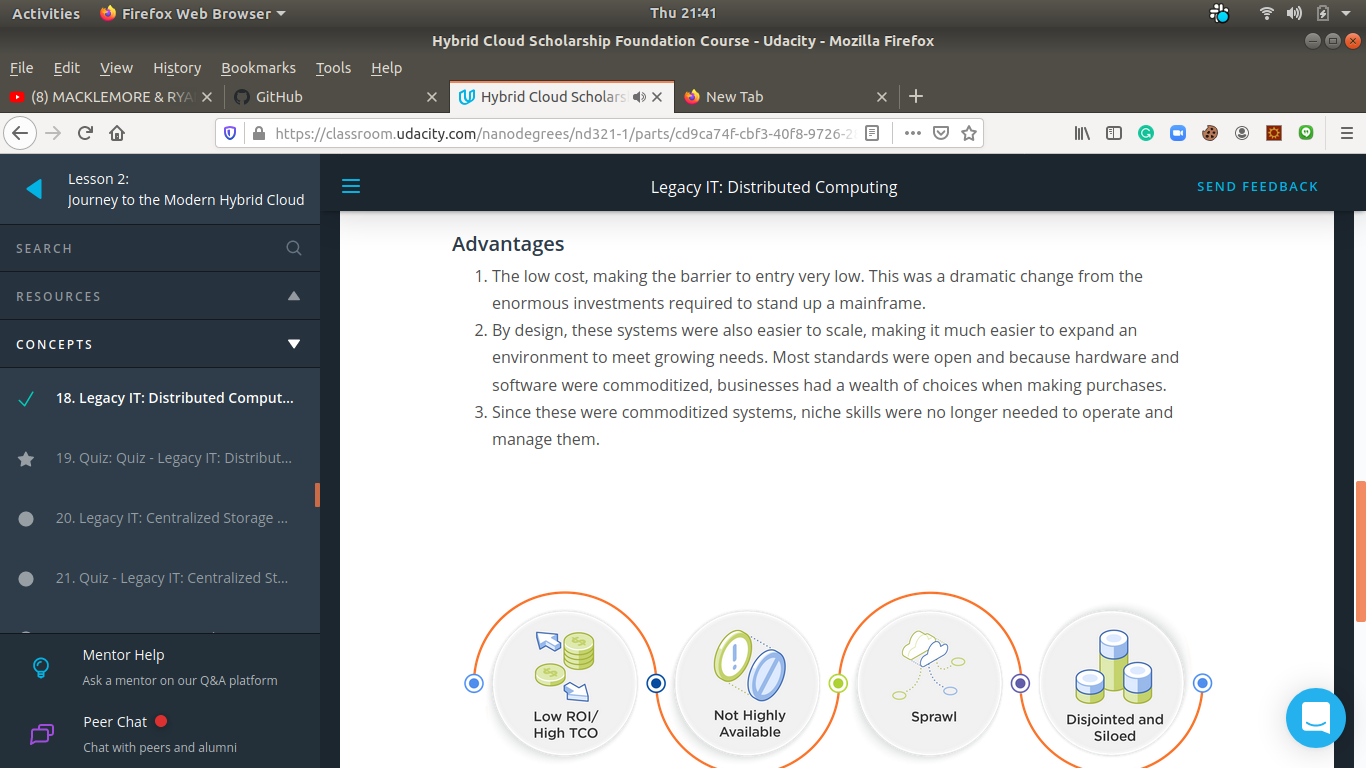 Activities Firefox Web Browser Thu 21:41
Hybrid Cloud Scholarship Foundation Course - Udacity - Mozilla Firefox
File Edit View History Bookmarks Tools Help
(8) MACKLEMORE & RYA GitHub Hybrid Cloud Scholars New Tab
https://classroom.udacity.com/nanodegrees/nd321-1/parts/cd9ca74f-cbf3-40f8-9726-2
Lesson 2:
Journey to the Modern Hybrid Cloud
SEARCH
RESOURCES
CONCEPTS
18. Legacy IT: Distributed Comput...
19. Quiz: Quiz - Legacy IT: Distribut...
20. Legacy IT: Centralized Storage ...
21. Quiz - Legacy IT: Centralized St...
Mentor Help
Ask a mentor on our Q&A platform
Peer Chat
Chat with peers and alumni
Legacy IT: Distributed Computing
SEND FEEDBACK
Advantages
1. The low cost, making the barrier to entry very low. This was a dramatic change from the
enormous investments required to stand up a mainframe.
2. By design, these systems were also easier to scale, making it much easier to expand an
environment to meet growing needs. Most standards were open and because hardware and
software were commoditized, businesses had a wealth of choices when making purchases.
3. Since these were commoditized systems, niche skills were no longer needed to operate and
manage them.
Low ROI/
High TCO
Not Highly
Available
Sprawl
Disjointed and
Siloed